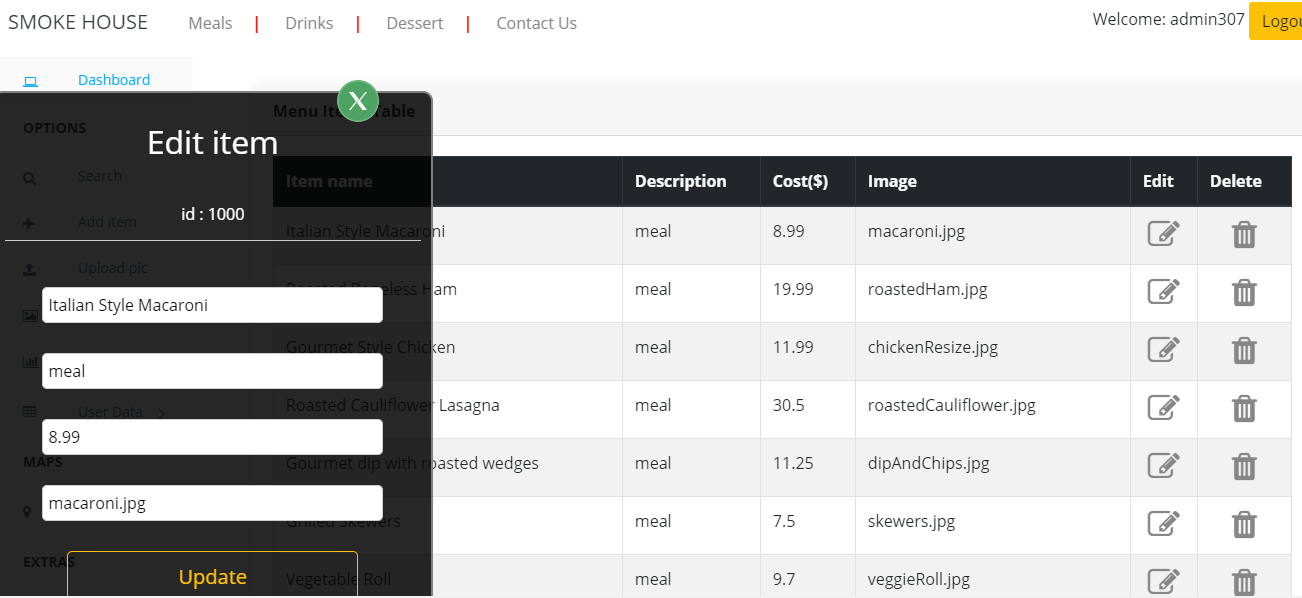 SMOKE HOUSE Meals | Drinks | Dessert | Contact Us Welcome: admin307 Logou
Dashboard
X
Menu Item Table
OPTIONS
Edit item
Search
id : 1000
Add item
Upload pic
Italian Style Macaroni
meal
User Data
8.99
MAPS
macaroni.jpg
EXTRAS
Update
Item name Description Cost($) Image Edit Delete
Italian Style Macaroni meal 8.99 macaroni.jpg
Roasted Boneless Ham meal 19.99 roastedHam.jpg
Gourmet Style Chicken meal 11.99 chickenResize.jpg
Roasted Cauliflower Lasagna meal 30.5 roastedCauliflower.jpg
Gourmet dip with roasted wedges meal 11.25 dipAndChips.jpg
Grilled Skewers meal 7.5 skewers.jpg
Vegetable Roll meal 9.7 veggieRoll.jpg